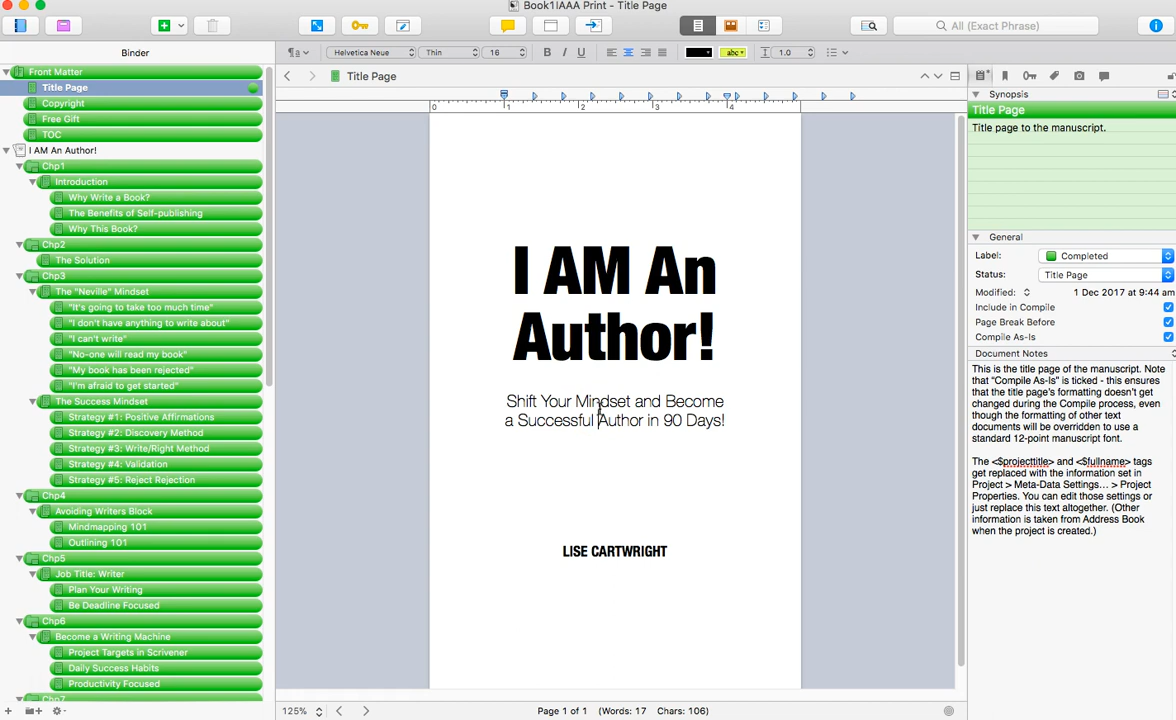 Book1IAAA Print - Title Page
All (Exact Phrase)
Binder
Helvetica Neue
Thin
16
B
I
U
abc
1.0
Front Matter
Title Page
Copyright
Free Gift
TOC
I AM An Author!
Chp1
Introduction
Why Write a Book?
The Benefits of Self-publishing
Why This Book?
Chp2
The Solution
Chp3
The "Neville" Mindset
"It's going to take too much time"
"I don't have anything to write about"
"I can't write"
"No-one will read my book"
"My book has been rejected"
"I'm afraid to get started"
The Success Mindset
Strategy #1: Positive Affirmations
Strategy #2: Discovery Method
Strategy #3: Write/Right Method
Strategy #4: Validation
Strategy #5: Reject Rejection
Chp4
Avoiding Writers Block
Mindmapping 101
Outlining 101
Chp5
Job Title: Writer
Plan Your Writing
Be Deadline Focused
Chp6
Become a Writing Machine
Project Targets in Scrivener
Daily Success Habits
Productivity Focused
Chp7
Title Page
0 1 2 3 4
I AM An
Author!
Shift Your Mindset and Become
a Successful Author in 90 Days!
LISE CARTWRIGHT
125%
Page 1 of 1 (Words: 17 Chars: 106)
Synopsis
Title Page
Title page to the manuscript.
General
Label: Completed
Status: Title Page
Modified: 1 Dec 2017 at 9:44 am
Include in Compile
Page Break Before
Compile As-Is
Document Notes
This is the title page of the manuscript. Note
that "Compile As-Is" is ticked - this ensures
that the title page's formatting doesn't get
changed during the Compile process, even
though the formatting of other text
documents will be overridden to use a
standard 12-point manuscript font.
The <$projecttitle> and <$fullname> tags
get replaced with the information set in
Project > Meta-Data Settings... > Project
Properties. You can edit those settings or
just replace this text altogether. (Other
information is taken from Address Book
when the project is created.)